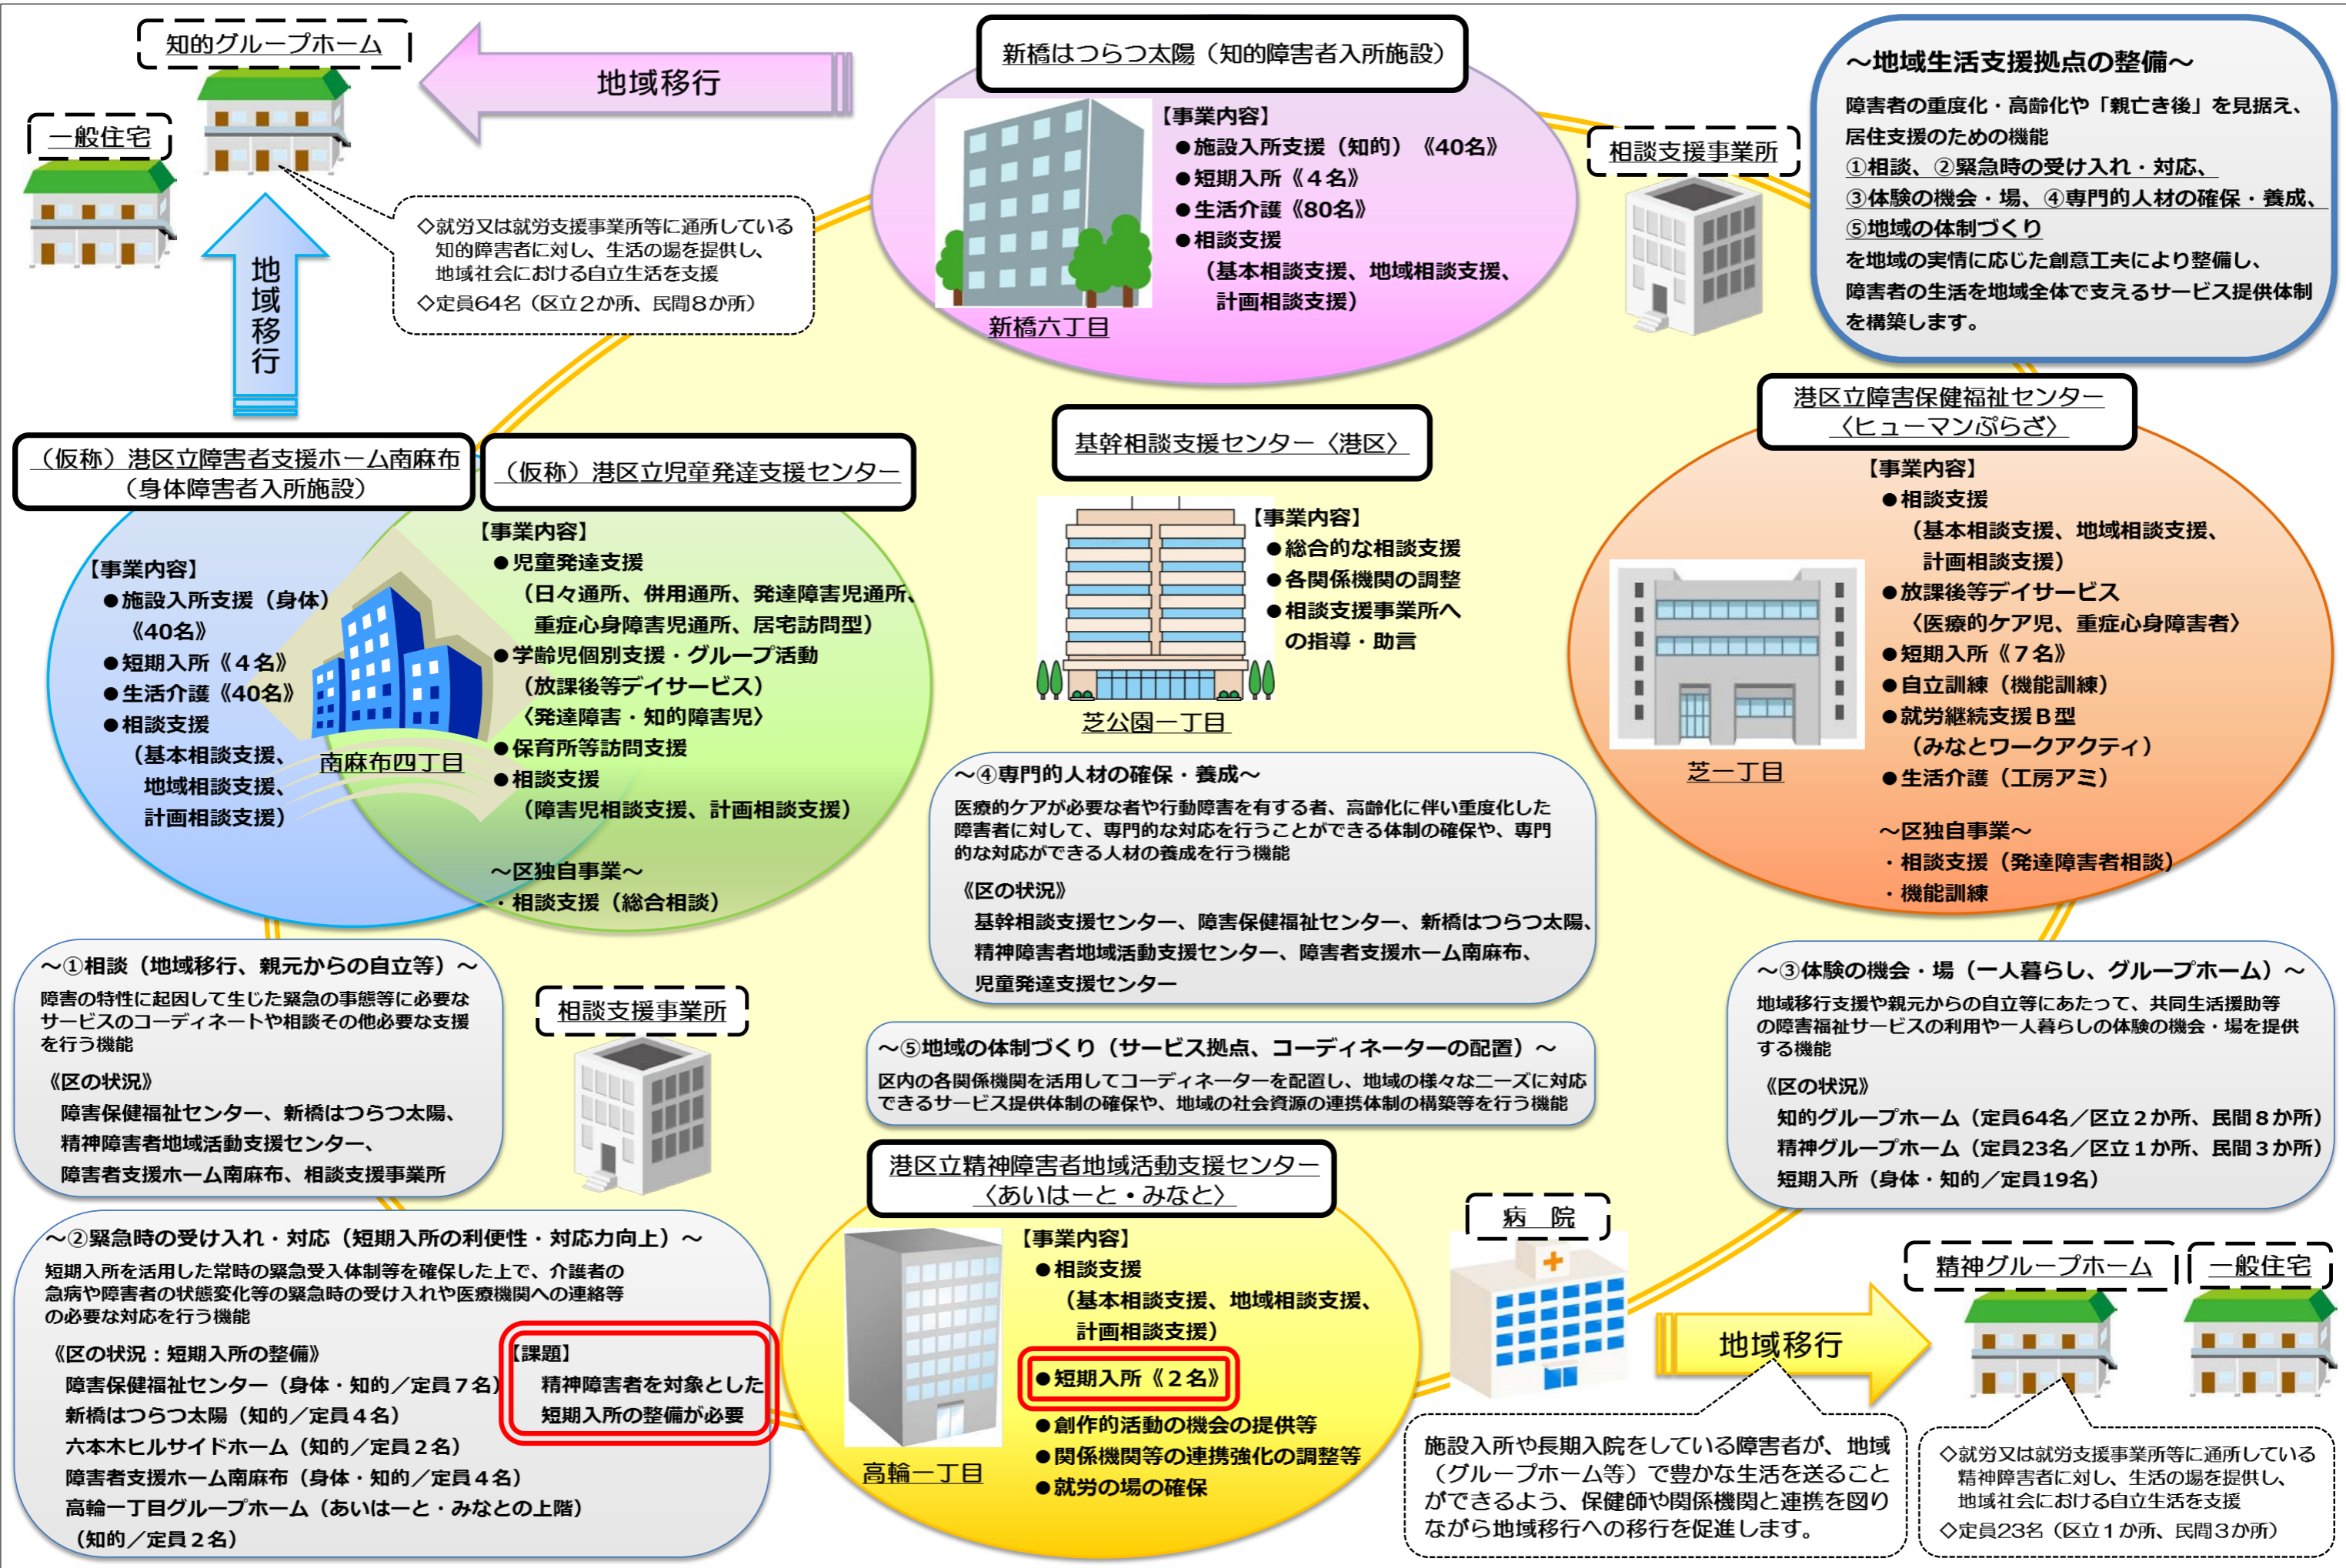 知的グループホーム
一般住宅
地域移行
◇就労又は就労支援事業所等に通所している
知的障害者に対し、生活の場を提供し、
地域社会における自立生活を支援
◇定員64名（区立２か所、民間８か所）
地域移行
新橋はつらつ太陽（知的障害者入所施設）
【事業内容】
●施設入所支援（知的）《40名》
●短期入所《４名》
●生活介護《80名》
●相談支援
（基本相談支援、地域相談支援、
計画相談支援）
新橋六丁目
相談支援事業所
～地域生活支援拠点の整備～
障害者の重度化・高齢化や「親亡き後」を見据え、
居住支援のための機能
①相談、②緊急時の受け入れ・対応、
③体験の機会・場、④専門的人材の確保・養成、
⑤地域の体制づくり
を地域の実情に応じた創意工夫により整備し、
障害者の生活を地域全体で支えるサービス提供体制
を構築します。
（仮称）港区立障害者支援ホーム南麻布
（身体障害者入所施設）
【事業内容】
●施設入所支援（身体）
《40名》
●短期入所《４名》
●生活介護《40名》
●相談支援
（基本相談支援、
地域相談支援、
計画相談支援）
南麻布四丁目
（仮称）港区立児童発達支援センター
【事業内容】
●児童発達支援
（日々通所、併用通所、発達障害児通所、
重症心身障害児通所、居宅訪問型）
●学齢児個別支援・グループ活動
（放課後等デイサービス）
〈発達障害・知的障害児〉
●保育所等訪問支援
●相談支援
（障害児相談支援、計画相談支援）
～区独自事業～
・相談支援（総合相談）
基幹相談支援センター〈港区〉
【事業内容】
●総合的な相談支援
●各関係機関の調整
●相談支援事業所へ
の指導・助言
芝公園一丁目
港区立障害保健福祉センター
〈ヒューマンぷらざ〉
【事業内容】
●相談支援
（基本相談支援、地域相談支援、
計画相談支援）
●放課後等デイサービス
〈医療的ケア児、重症心身障害者〉
●短期入所《７名》
●自立訓練（機能訓練）
●就労継続支援Ｂ型
（みなとワークアクティ）
●生活介護（工房アミ）
～区独自事業～
・相談支援（発達障害者相談）
・機能訓練
芝一丁目
～④専門的人材の確保・養成～
医療的ケアが必要な者や行動障害を有する者、高齢化に伴い重度化した
障害者に対して、専門的な対応を行うことができる体制の確保や、専門
的な対応ができる人材の養成を行う機能
《区の状況》
基幹相談支援センター、障害保健福祉センター、新橋はつらつ太陽、
精神障害者地域活動支援センター、障害者支援ホーム南麻布、
児童発達支援センター
～①相談（地域移行、親元からの自立等）～
障害の特性に起因して生じた緊急の事態等に必要な
サービスのコーディネートや相談その他必要な支援
を行う機能
《区の状況》
障害保健福祉センター、新橋はつらつ太陽、
精神障害者地域活動支援センター、
障害者支援ホーム南麻布、相談支援事業所
相談支援事業所
～⑤地域の体制づくり（サービス拠点、コーディネーターの配置）～
区内の各関係機関を活用してコーディネーターを配置し、地域の様々なニーズに対応
できるサービス提供体制の確保や、地域の社会資源の連携体制の構築等を行う機能
～③体験の機会・場（一人暮らし、グループホーム）～
地域移行支援や親元からの自立等にあたって、共同生活援助等
の障害福祉サービスの利用や一人暮らしの体験の機会・場を提供
する機能
《区の状況》
知的グループホーム（定員64名／区立２か所、民間８か所）
精神グループホーム（定員23名／区立１か所、民間３か所）
短期入所（身体・知的／定員19名）
～②緊急時の受け入れ・対応（短期入所の利便性・対応力向上）～
短期入所を活用した常時の緊急受入体制等を確保した上で、介護者の
急病や障害者の状態変化等の緊急時の受け入れや医療機関への連絡等
の必要な対応を行う機能
《区の状況：短期入所の整備》
障害保健福祉センター（身体・知的／定員７名）
新橋はつらつ太陽（知的／定員４名）
六本木ヒルサイドホーム（知的／定員２名）
障害者支援ホーム南麻布（身体・知的／定員４名）
高輪一丁目グループホーム（あいはーと・みなとの上階）
（知的／定員２名）
【課題】
精神障害者を対象とした
短期入所の整備が必要
港区立精神障害者地域活動支援センター
〈あいはーと・みなと〉
【事業内容】
●相談支援
（基本相談支援、地域相談支援、
計画相談支援）
●短期入所《２名》
●創作的活動の機会の提供等
●関係機関等の連携強化の調整等
●就労の場の確保
高輪一丁目
病　院
地域移行
施設入所や長期入院をしている障害者が、地域
（グループホーム等）で豊かな生活を送ること
ができるよう、保健師や関係機関と連携を図り
ながら地域移行への移行を促進します。
精神グループホーム
一般住宅
◇就労又は就労支援事業所等に通所している
精神障害者に対し、生活の場を提供し、
地域社会における自立生活を支援
◇定員23名（区立１か所、民間３か所）